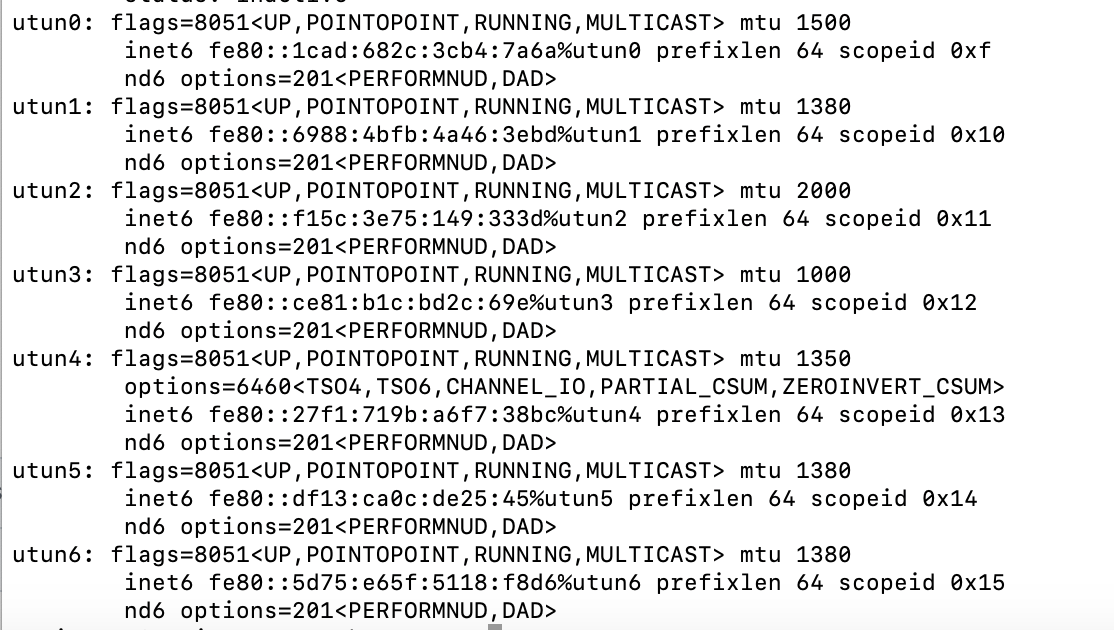 utun0: flags=8051<UP,POINTOPOINT,RUNNING,MULTICAST> mtu 1500
inet6 fe80::1cad:682c:3cb4:7a6a%utun0 prefixlen 64 scopeid 0xf
nd6 options=201<PERFORMNUD,DAD>
utun1: flags=8051<UP,POINTOPOINT,RUNNING,MULTICAST> mtu 1380
inet6 fe80::6988:4bfb:4a46:3ebd%utun1 prefixlen 64 scopeid 0x10
nd6 options=201<PERFORMNUD,DAD>
utun2: flags=8051<UP,POINTOPOINT,RUNNING,MULTICAST> mtu 2000
inet6 fe80::f15c:3e75:149:333d%utun2 prefixlen 64 scopeid 0x11
nd6 options=201<PERFORMNUD,DAD>
utun3: flags=8051<UP,POINTOPOINT,RUNNING,MULTICAST> mtu 1000
inet6 fe80::ce81:b1c:bd2c:69e%utun3 prefixlen 64 scopeid 0x12
nd6 options=201<PERFORMNUD,DAD>
utun4: flags=8051<UP,POINTOPOINT,RUNNING,MULTICAST> mtu 1350
options=6460<TSO4,TSO6,CHANNEL_IO,PARTIAL_CSUM,ZEROINVERT_CSUM>
inet6 fe80::27f1:719b:a6f7:38bc%utun4 prefixlen 64 scopeid 0x13
nd6 options=201<PERFORMNUD,DAD>
utun5: flags=8051<UP,POINTOPOINT,RUNNING,MULTICAST> mtu 1380
inet6 fe80::df13:ca0c:de25:45%utun5 prefixlen 64 scopeid 0x14
nd6 options=201<PERFORMNUD,DAD>
utun6: flags=8051<UP,POINTOPOINT,RUNNING,MULTICAST> mtu 1380
inet6 fe80::5d75:e65f:5118:f8d6%utun6 prefixlen 64 scopeid 0x15
nd6 options=201<PERFORMNUD,DAD>